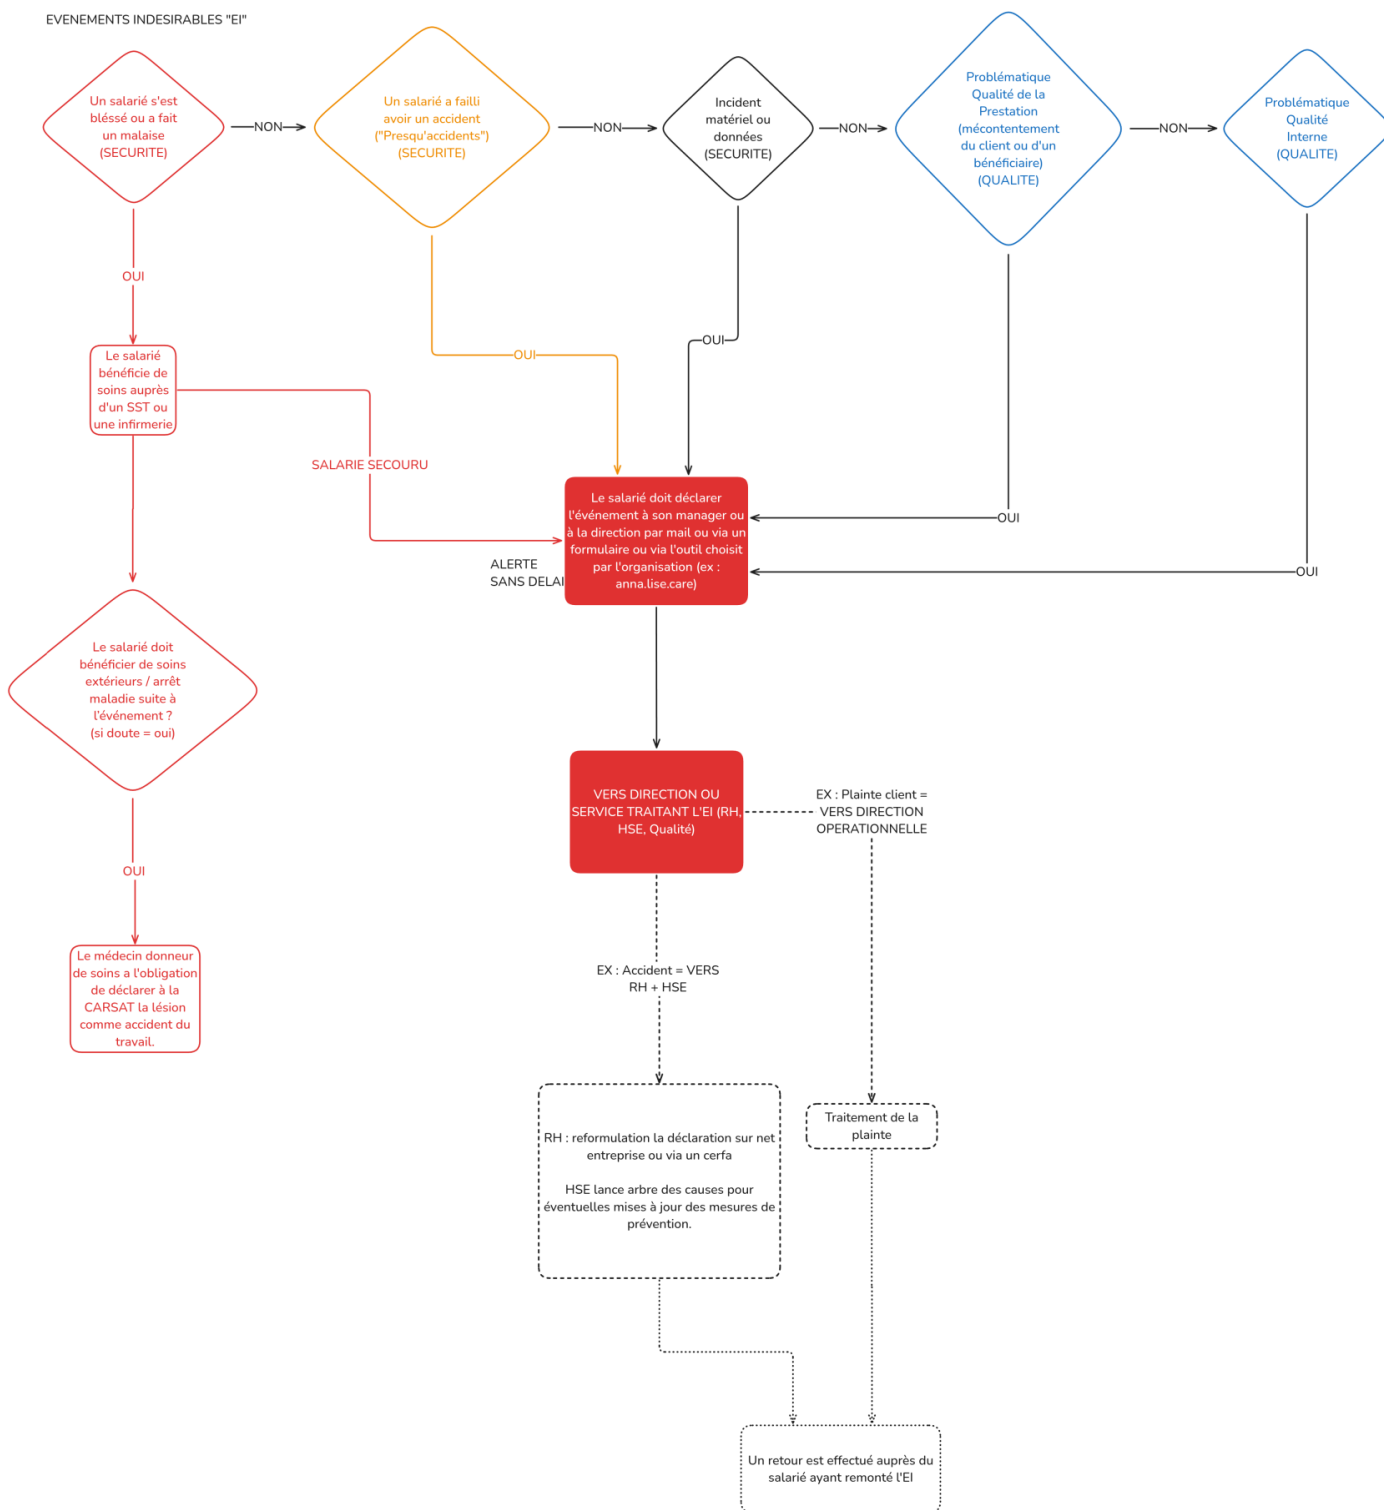 EVENEMENTS INDESIRABLES "EI"
Un salarié s'est
bléssé ou a fait
un malaise
(SECURITE)
NON
Un salarié a failli
avoir un accident
("Presqu'accidents")
(SECURITE)
NON
Incident
matériel ou
données
(SECURITE)
NON
Problématique
Qualité de la
Prestation
(mécontentement
du client ou d'un
bénéficiaire)
(QUALITE)
NON
Problématique
Qualité
Interne
(QUALITE)
OUI
OUI
OUI
OUI
OUI
Le salarié
bénéficie de
soins auprès
d'un SST ou
une infirmerie
SALARIE SECOURU
ALERTE
SANS DELAI
Le salarié doit déclarer
l'événement à son manager ou
à la direction par mail ou via un
formulaire ou via l'outil choisit
par l'organisation (ex :
anna.lise.care)
Le salarié doit
bénéficier de soins
extérieurs / arrêt
maladie suite à
l'événement ?
(si doute = oui)
OUI
Le médecin donneur
de soins a l'obligation
de déclarer à la
CARSAT la lésion
comme accident du
travail.
VERS DIRECTION OU
SERVICE TRAITANT L'EI (RH,
HSE, Qualité)
EX : Plainte client =
VERS DIRECTION
OPERATIONNELLE
EX : Accident = VERS
RH + HSE
RH : reformulation la déclaration sur net
entreprise ou via un cerfa
HSE lance arbre des causes pour
éventuelles mises à jour des mesures de
prévention.
Traitement de la
plainte
Un retour est effectué auprès du
salarié ayant remonté l'EI